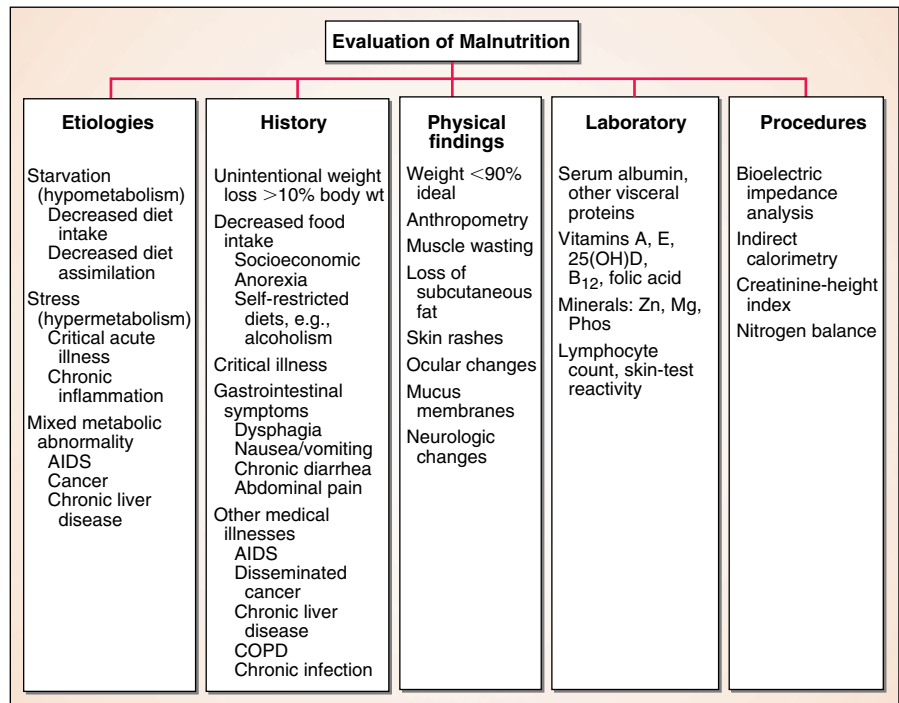 Evaluation of Malnutrition
Etiologies
Starvation
(hypometabolism)
Decreased diet
intake
Decreased diet
assimilation
Stress
(hypermetabolism)
Critical acute
illness
Chronic
inflammation
Mixed metabolic
abnormality
AIDS
Cancer
Chronic liver
disease
History
Unintentional weight
loss >10% body wt
Decreased food
intake
Socioeconomic
Anorexia
Self-restricted
diets, e.g.,
alcoholism
Critical illness
Gastrointestinal
symptoms
Dysphagia
Nausea/vomiting
Chronic diarrhea
Abdominal pain
Other medical
illnesses
AIDS
Disseminated
cancer
Chronic liver
disease
COPD
Chronic infection
Physical
findings
Weight <90%
ideal
Anthropometry
Muscle wasting
Loss of
subcutaneous
fat
Skin rashes
Ocular changes
Mucus
membranes
Neurologic
changes
Laboratory
Serum albumin,
other visceral
proteins
Vitamins A, E,
25(OH)D,
B12, folic acid
Minerals: Zn, Mg,
Phos
Lymphocyte
count, skin-test
reactivity
Procedures
Bioelectric
impedance
analysis
Indirect
calorimetry
Creatinine-height
index
Nitrogen balance